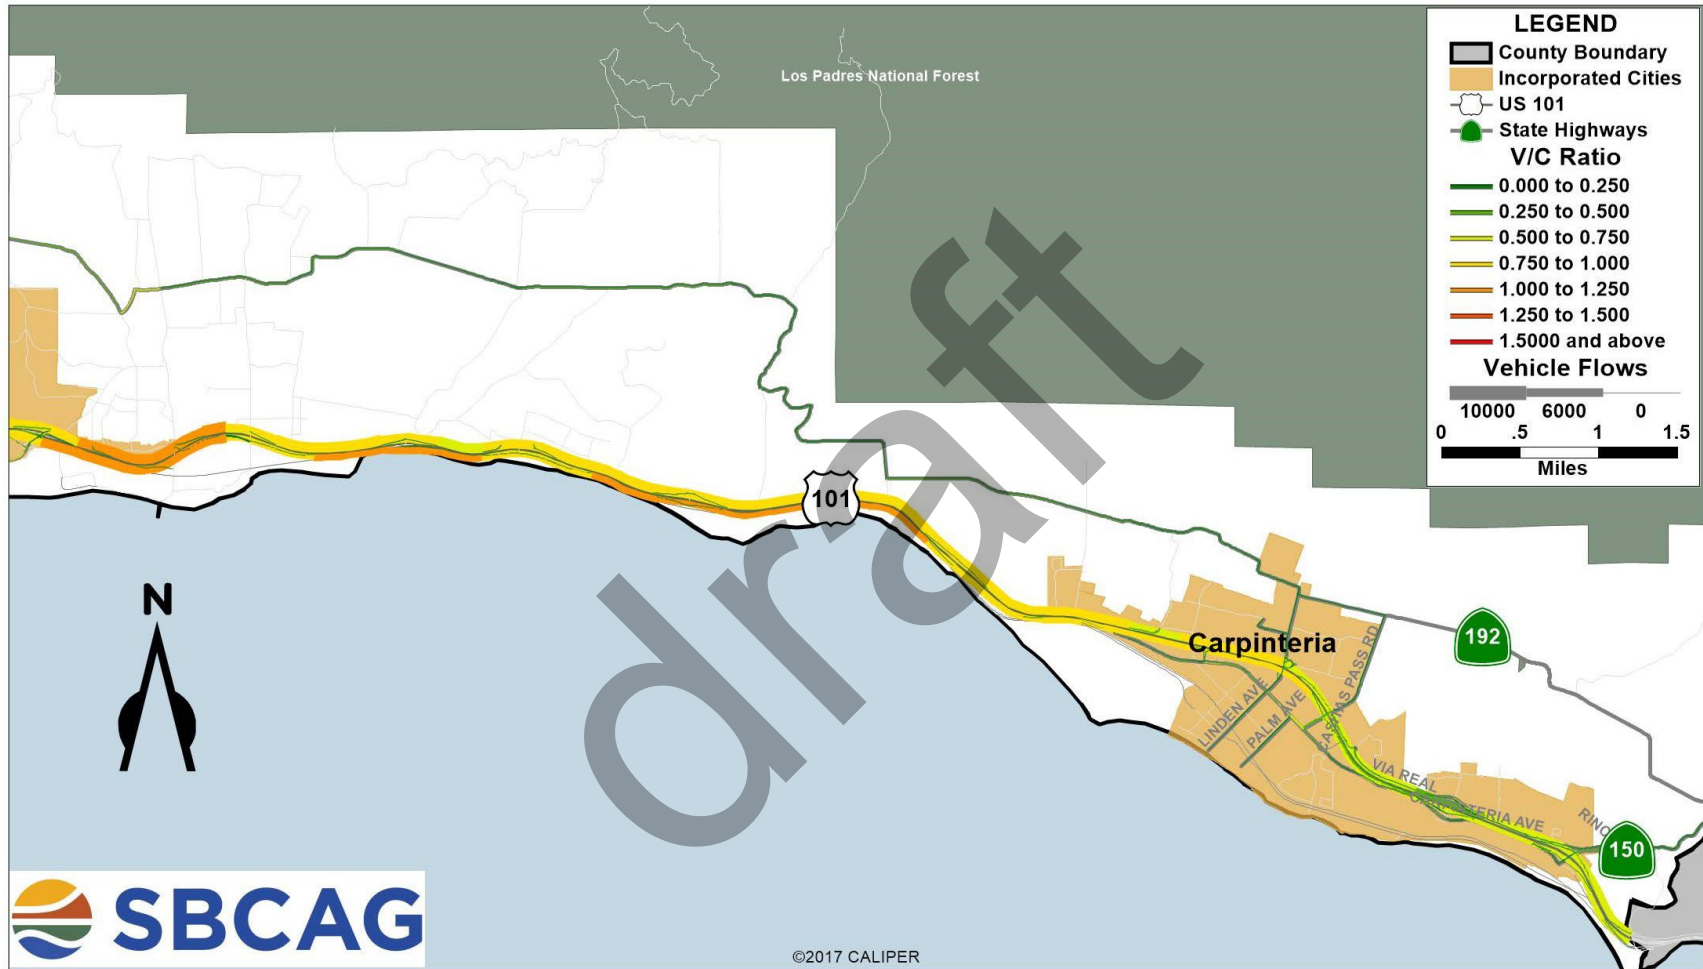 Los Padres National Forest
LEGEND
County Boundary
Incorporated Cities
US 101
State Highways
V/C Ratio
0.000 to 0.250
0.250 to 0.500
0.500 to 0.750
0.750 to 1.000
1.000 to 1.250
1.250 to 1.500
1.5000 and above
Vehicle Flows
10000 6000 0
0 .5 1 1.5
Miles
draft
101
N
Carpinteria
192
LINDEN AVE
PALM AVE
CASITAS PASS RD
VIA REAL
CARPINTERIA AVE
150
SBCAG
©2017 CALIPER